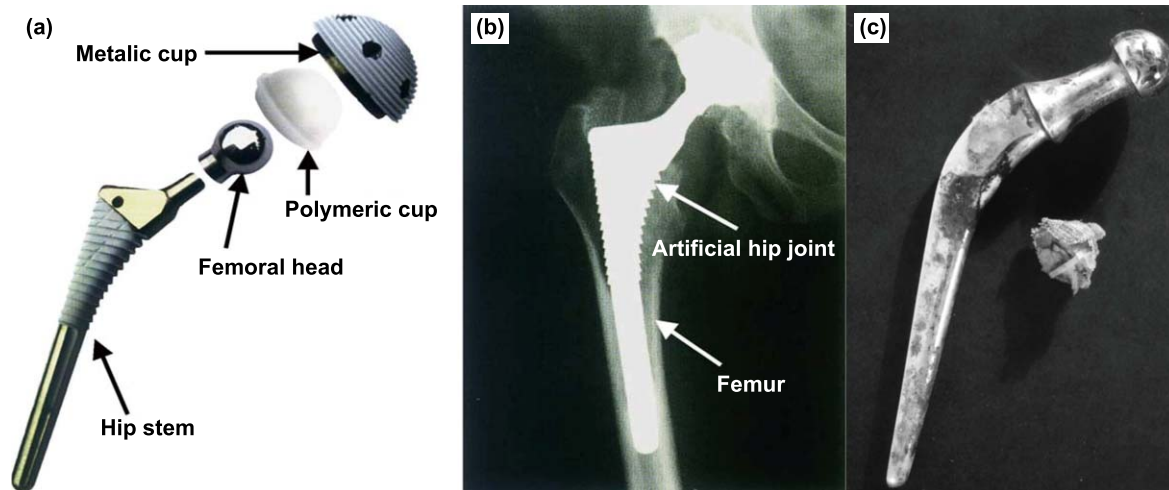 (a)
Metalic cup
Polymeric cup
Femoral head
Hip stem
(b)
Artificial hip joint
Femur
(c)